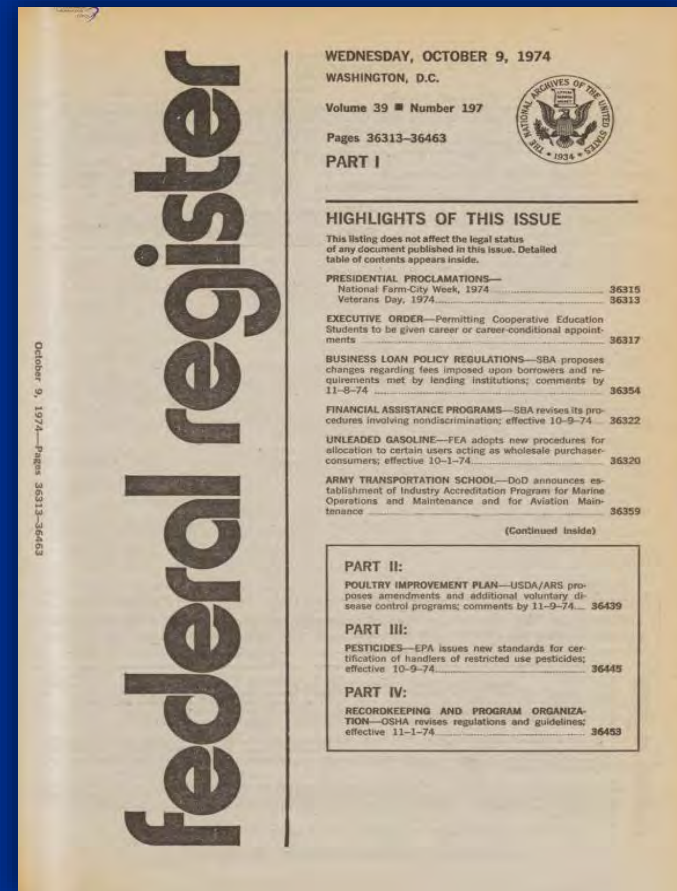 federal register
October 9, 1974—Pages 36313-36463
WEDNESDAY, OCTOBER 9, 1974
WASHINGTON, D.C.
Volume 39 ■ Number 197
Pages 36313–36463
PART I
THE NATIONAL ARCHIVES OF THE UNITED STATES
1934
HIGHLIGHTS OF THIS ISSUE
This listing does not affect the legal status
of any document published in this issue. Detailed
table of contents appears inside.
PRESIDENTIAL PROCLAMATIONS—
National Farm-City Week, 1974 36315
Veterans Day, 1974 36313
EXECUTIVE ORDER—Permitting Cooperative Education
Students to be given career or career-conditional appoint-
ments 36317
BUSINESS LOAN POLICY REGULATIONS—SBA proposes
changes regarding fees imposed upon borrowers and re-
quirements met by lending institutions; comments by
11–8–74 36354
FINANCIAL ASSISTANCE PROGRAMS—SBA revises its pro-
cedures involving nondiscrimination; effective 10–9–74 36322
UNLEADED GASOLINE—FEA adopts new procedures for
allocation to certain users acting as wholesale purchaser-
consumers; effective 10–1–74 36320
ARMY TRANSPORTATION SCHOOL—DoD announces es-
tablishment of Industry Accreditation Program for Marine
Operations and Maintenance and for Aviation Main-
tenance 36359
(Continued Inside)
PART II:
POULTRY IMPROVEMENT PLAN—USDA/ARS pro-
poses amendments and additional voluntary di-
sease control programs; comments by 11–9–74 36439
PART III:
PESTICIDES—EPA issues new standards for cer-
tification of handlers of restricted use pesticides;
effective 10–9–74 36445
PART IV:
RECORDKEEPING AND PROGRAM ORGANIZA-
TION—OSHA revises regulations and guidelines;
effective 11–1–74 36453